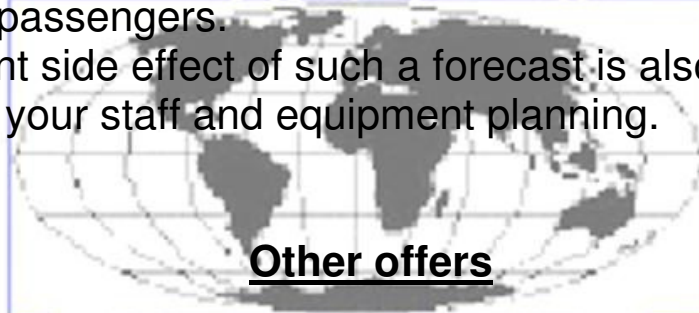 passengers.
nt side effect of such a forecast is also
your staff and equipment planning.
Other offers